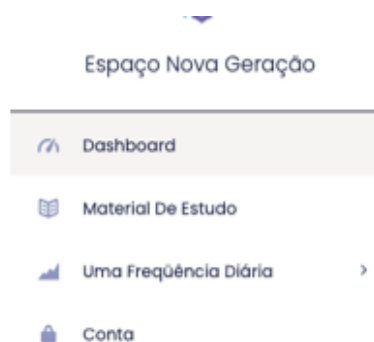 Espaço Nova Geração
Dashboard
Material De Estudo
Uma Freqüência Diária
Conta